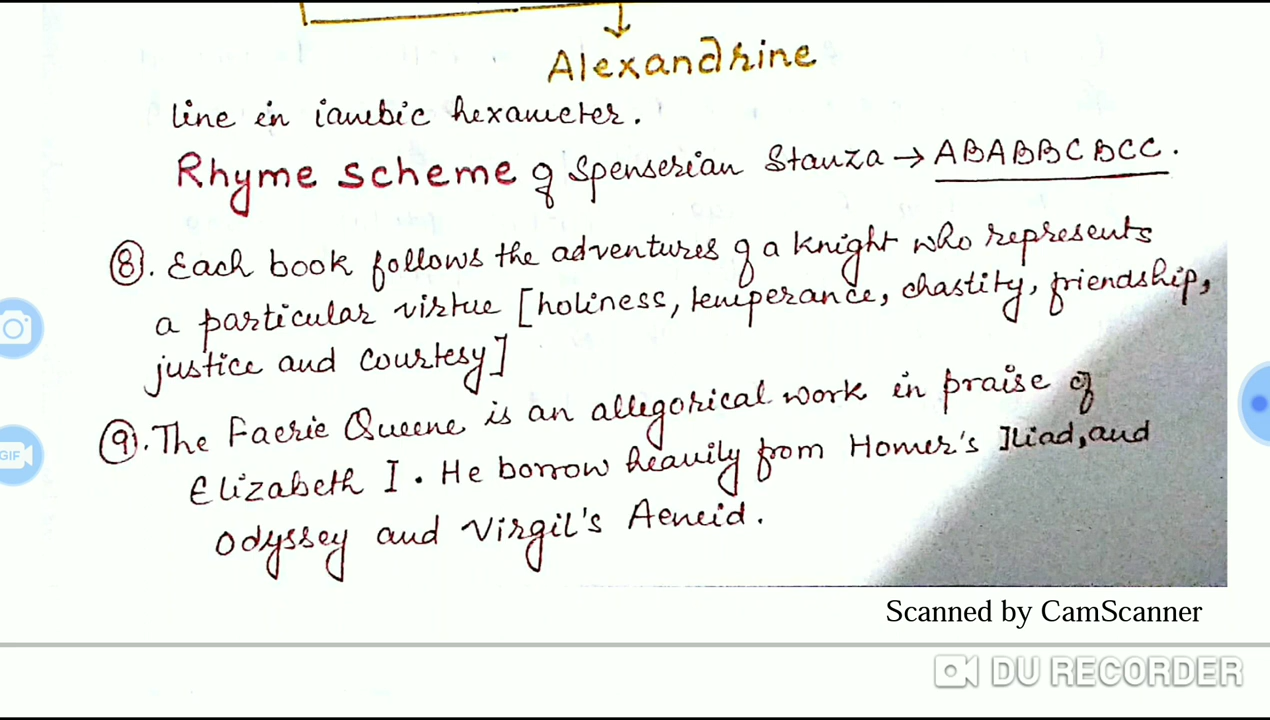 Alexandrine
line in iambic hexameter.
Rhyme scheme of Spenserian Stanza → ABABBCBCC.
⑧. Each book follows the adventures of a knight who represents
a particular virtue [holiness, temperance, chastity, friendship,
justice and courtesy]
⑨. The Faerie Queene is an allegorical work in praise of
Elizabeth I. He borrow heavily from Homer's Iliad, and
Odyssey and Virgil's Aeneid.
Scanned by CamScanner
GIF
DU RECORDER